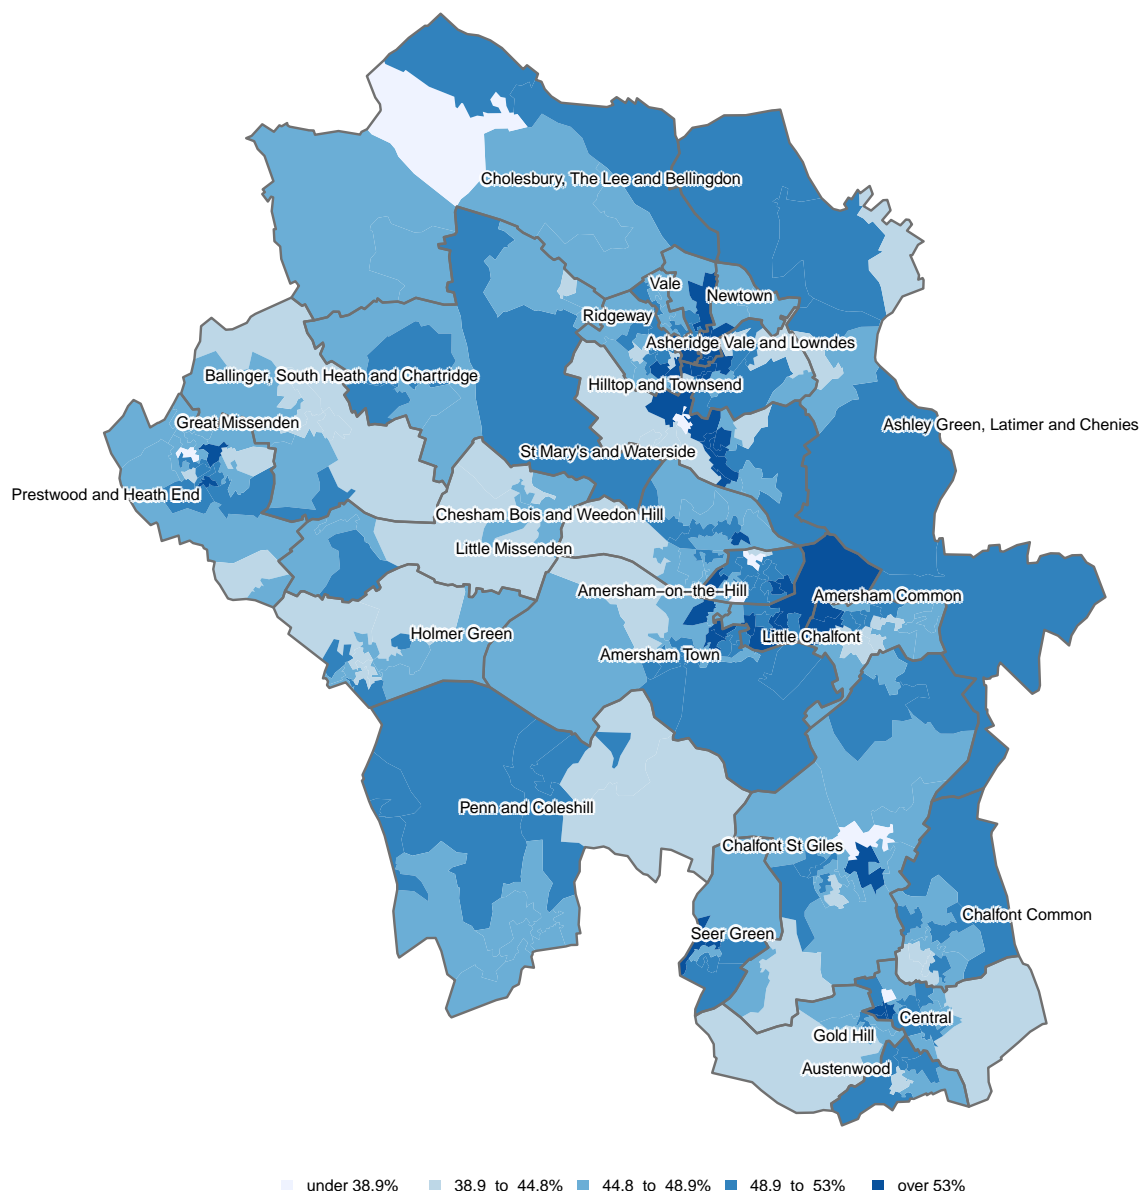 Cholesbury, The Lee and Bellingdon
Vale
Newtown
Ridgeway
Asheridge Vale and Lowndes
Ballinger, South Heath and Chartridge
Hilltop and Townsend
Great Missenden
Ashley Green, Latimer and Chenies
St Mary's and Waterside
Prestwood and Heath End
Chesham Bois and Weedon Hill
Little Missenden
Amersham−on−the−Hill
Amersham Common
Holmer Green
Little Chalfont
Amersham Town
Penn and Coleshill
Chalfont St Giles
Chalfont Common
Seer Green
Central
Gold Hill
Austenwood
under 38.9%
38.9 to 44.8%
44.8 to 48.9%
48.9 to 53%
over 53%